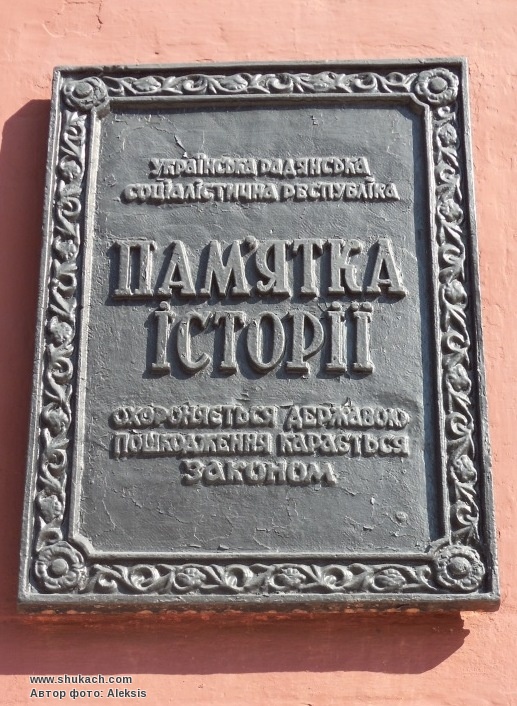 УКРАЇНСЬКА РАДЯНСЬКА
СОЦІАЛІСТИЧНА РЕСПУБЛІКА
ПАМ'ЯТКА
ІСТОРІЇ
ОХОРОНЯЄТЬСЯ ДЕРЖАВОЮ
ПОШКОДЖЕННЯ КАРАЄТЬСЯ
ЗАКОНОМ
www.shukach.com
Автор фото: Aleksis